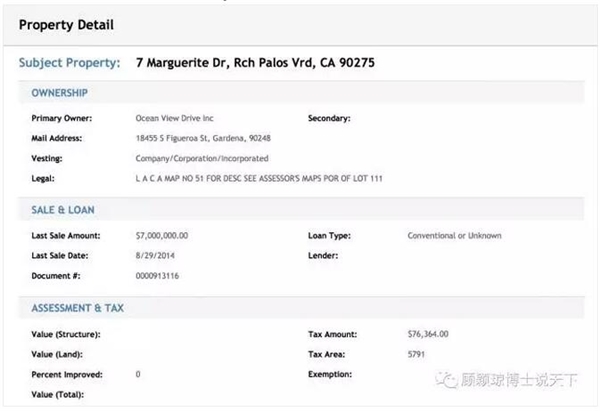 Property Detail
Subject Property: 7 Marguerite Dr, Rch Palos Vrd, CA 90275
OWNERSHIP
Primary Owner: Ocean View Drive Inc Secondary:
Mail Address: 18455 S Figueroa St, Gardena, 90248
Vesting: Company/Corporation/Incorporated
Legal: L A C A MAP NO 51 FOR DESC SEE ASSESSOR'S MAPS POR OF LOT 111
SALE & LOAN
Last Sale Amount: $7,000,000.00 Loan Type: Conventional or Unknown
Last Sale Date: 8/29/2014 Lender:
Document #: 0000913116
ASSESSMENT & TAX
Value (Structure): Tax Amount: $76,364.00
Value (Land): Tax Area: 5791
Percent Improved: 0 Exemption:
Value (Total):
顾颖琼博士说天下